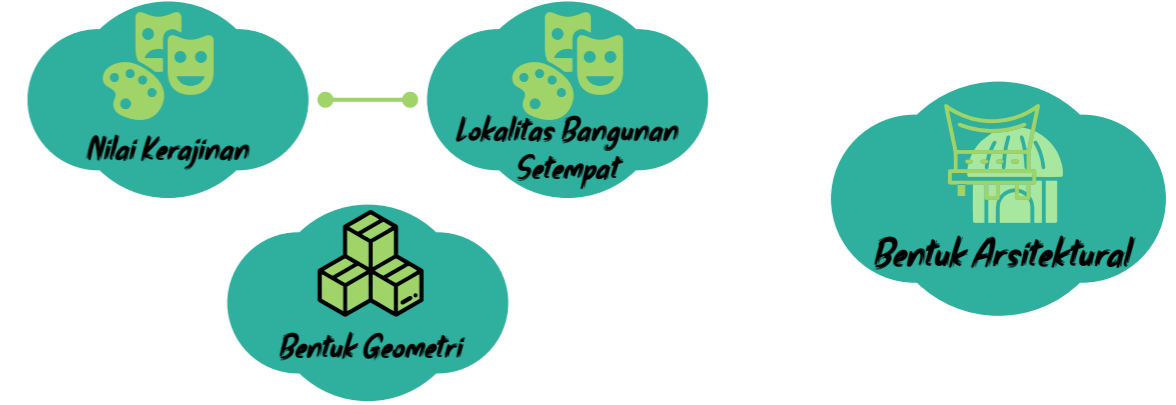 Nilai Kerajinan
Lokalitas Bangunan
Setempat
Bentuk Arsitektural
Bentuk Geometri